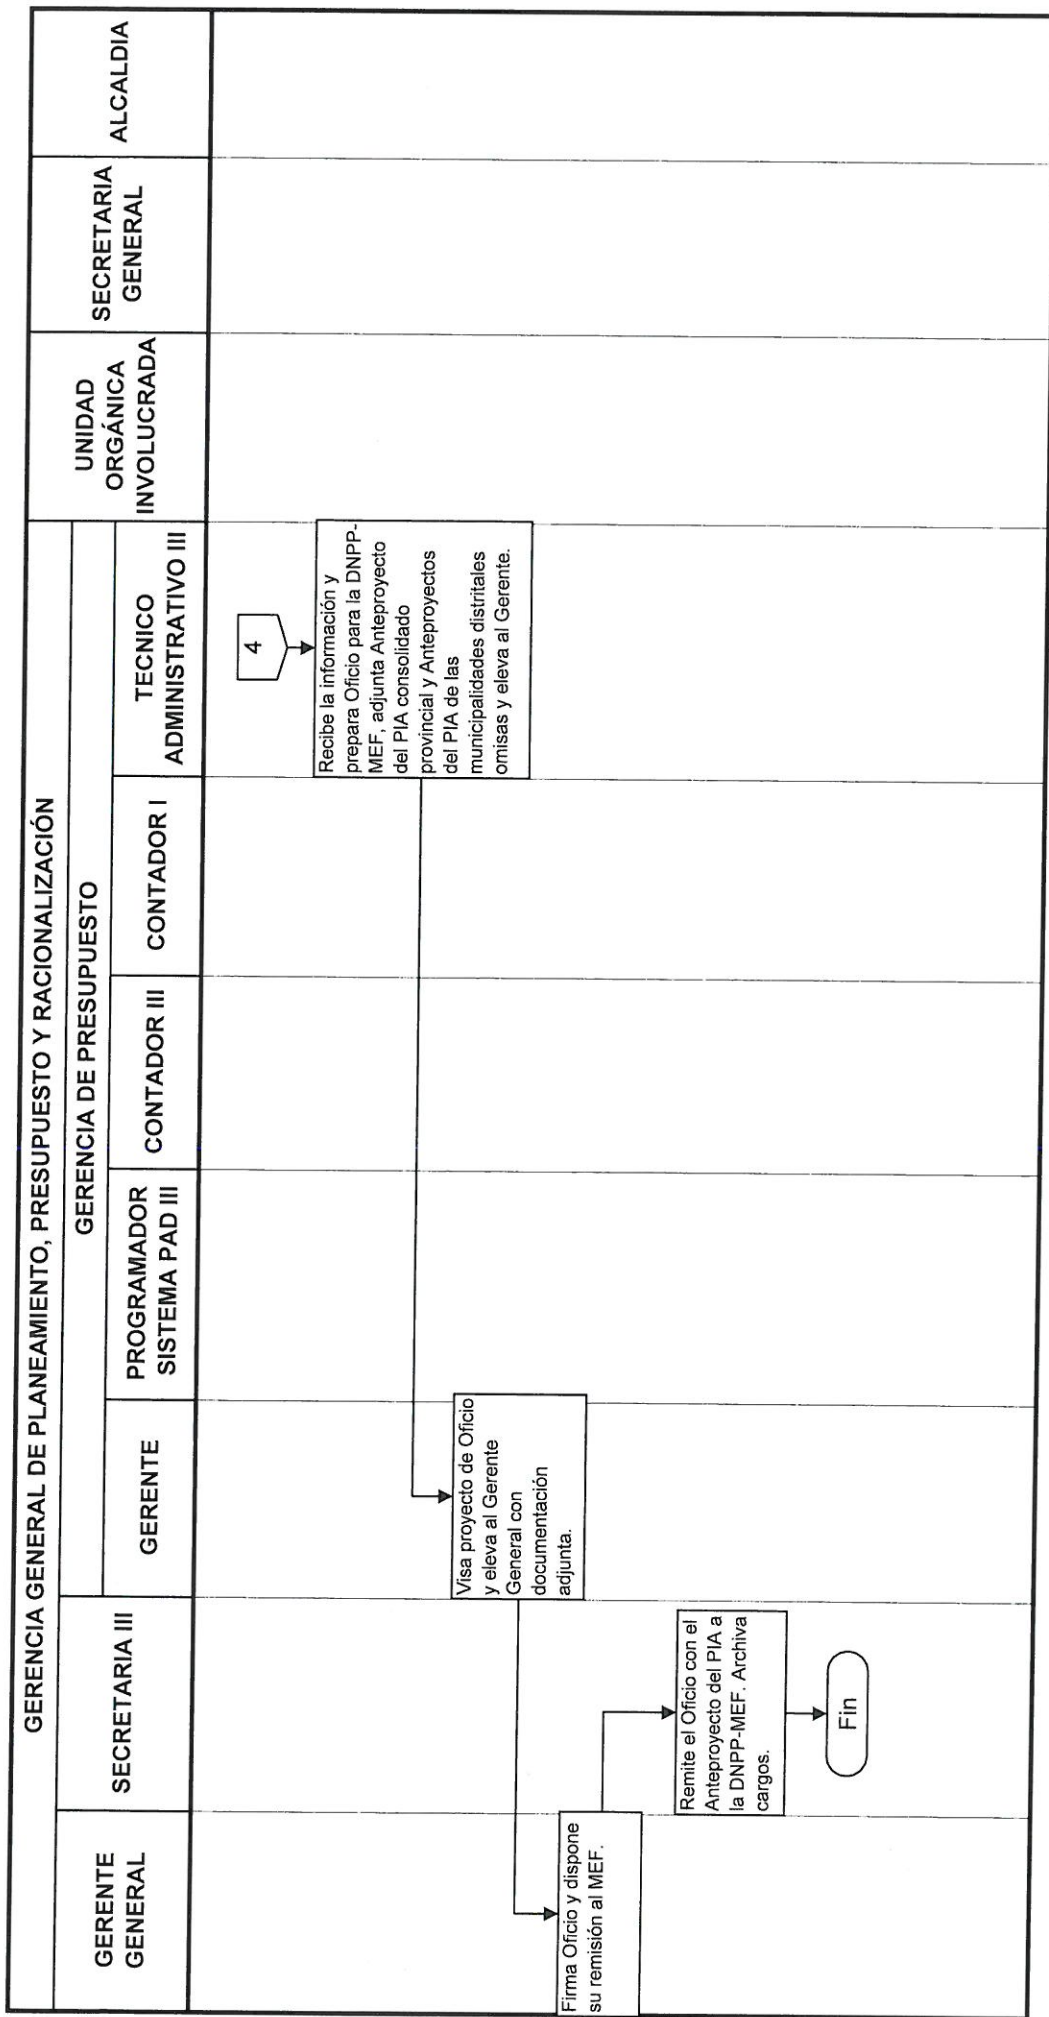 GERENCIA GENERAL DE PLANEAMIENTO, PRESUPUESTO Y RACIONALIZACIÓN
GERENCIA DE PRESUPUESTO
GERENTE
GENERAL
SECRETARIA III
GERENTE
PROGRAMADOR
SISTEMA PAD III
CONTADOR III
CONTADOR I
TECNICO
ADMINISTRATIVO III
UNIDAD
ORGÁNICA
INVOLUCRADA
SECRETARIA
GENERAL
ALCALDIA
4
Recibe la información y
prepara Oficio para la DNPP-
MEF, adjunta Anteproyecto
del PIA consolidado
provincial y Anteproyectos
del PIA de las
municipalidades distritales
omisas y eleva al Gerente.
Visa proyecto de Oficio
y eleva al Gerente
General con
documentación
adjunta.
Firma Oficio y dispone
su remisión al MEF.
Remite el Oficio con el
Anteproyecto del PIA a
la DNPP-MEF. Archiva
cargos.
Fin